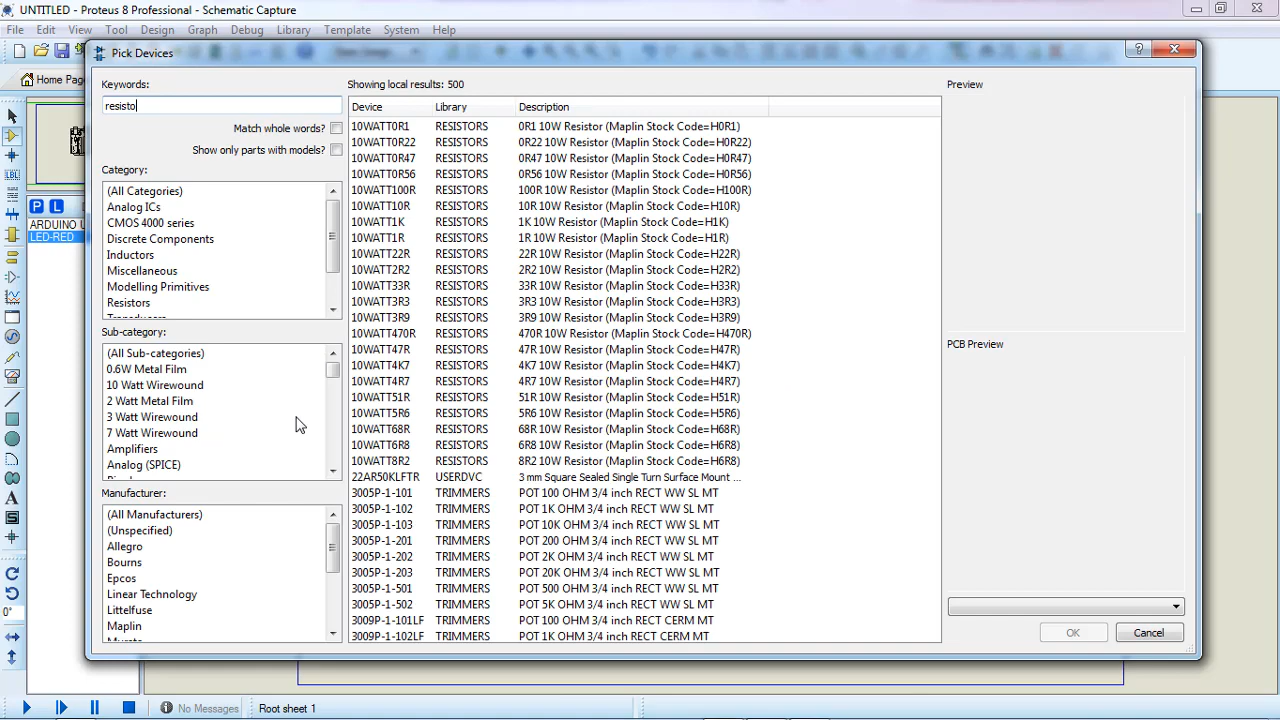 UNTITLED - Proteus 8 Professional - Schematic Capture
File Edit View Tool Design Graph Debug Library Template System Help
Pick Devices
Home Pag
Keywords:
resisto
Match whole words?
Show only parts with models?
Category:
(All Categories)
Analog ICs
CMOS 4000 series
Discrete Components
Inductors
Miscellaneous
Modelling Primitives
Resistors
Transducers
Sub-category:
(All Sub-categories)
0.6W Metal Film
10 Watt Wirewound
2 Watt Metal Film
3 Watt Wirewound
7 Watt Wirewound
Amplifiers
Analog (SPICE)
Manufacturer:
(All Manufacturers)
(Unspecified)
Allegro
Bourns
Epcos
Linear Technology
Littelfuse
Maplin
Murata
Showing local results: 500
Device Library Description
10WATT0R1 RESISTORS 0R1 10W Resistor (Maplin Stock Code=H0R1)
10WATT0R22 RESISTORS 0R22 10W Resistor (Maplin Stock Code=H0R22)
10WATT0R47 RESISTORS 0R47 10W Resistor (Maplin Stock Code=H0R47)
10WATT0R56 RESISTORS 0R56 10W Resistor (Maplin Stock Code=H0R56)
10WATT100R RESISTORS 100R 10W Resistor (Maplin Stock Code=H100R)
10WATT10R RESISTORS 10R 10W Resistor (Maplin Stock Code=H10R)
10WATT1K RESISTORS 1K 10W Resistor (Maplin Stock Code=H1K)
10WATT1R RESISTORS 1R 10W Resistor (Maplin Stock Code=H1R)
10WATT22R RESISTORS 22R 10W Resistor (Maplin Stock Code=H22R)
10WATT2R2 RESISTORS 2R2 10W Resistor (Maplin Stock Code=H2R2)
10WATT33R RESISTORS 33R 10W Resistor (Maplin Stock Code=H33R)
10WATT3R3 RESISTORS 3R3 10W Resistor (Maplin Stock Code=H3R3)
10WATT3R9 RESISTORS 3R9 10W Resistor (Maplin Stock Code=H3R9)
10WATT470R RESISTORS 470R 10W Resistor (Maplin Stock Code=H470R)
10WATT47R RESISTORS 47R 10W Resistor (Maplin Stock Code=H47R)
10WATT4K7 RESISTORS 4K7 10W Resistor (Maplin Stock Code=H4K7)
10WATT4R7 RESISTORS 4R7 10W Resistor (Maplin Stock Code=H4R7)
10WATT51R RESISTORS 51R 10W Resistor (Maplin Stock Code=H51R)
10WATT5R6 RESISTORS 5R6 10W Resistor (Maplin Stock Code=H5R6)
10WATT68R RESISTORS 68R 10W Resistor (Maplin Stock Code=H68R)
10WATT6R8 RESISTORS 6R8 10W Resistor (Maplin Stock Code=H6R8)
10WATT8R2 RESISTORS 8R2 10W Resistor (Maplin Stock Code=H8R2)
22AR50KLFTR USERDVC 3 mm Square Sealed Single Turn Surface Mount ...
3005P-1-101 TRIMMERS POT 100 OHM 3/4 inch RECT WW SL MT
3005P-1-102 TRIMMERS POT 1K OHM 3/4 inch RECT WW SL MT
3005P-1-103 TRIMMERS POT 10K OHM 3/4 inch RECT WW SL MT
3005P-1-201 TRIMMERS POT 200 OHM 3/4 inch RECT WW SL MT
3005P-1-202 TRIMMERS POT 2K OHM 3/4 inch RECT WW SL MT
3005P-1-203 TRIMMERS POT 20K OHM 3/4 inch RECT WW SL MT
3005P-1-501 TRIMMERS POT 500 OHM 3/4 inch RECT WW SL MT
3005P-1-502 TRIMMERS POT 5K OHM 3/4 inch RECT WW SL MT
3009P-1-101LF TRIMMERS POT 100 OHM 3/4 inch RECT CERM MT
3009P-1-102LF TRIMMERS POT 1K OHM 3/4 inch RECT CERM MT
Preview
PCB Preview
OK Cancel
P L
ARDUINO U
LED-RED
LBL
A
0°
No Messages Root sheet 1